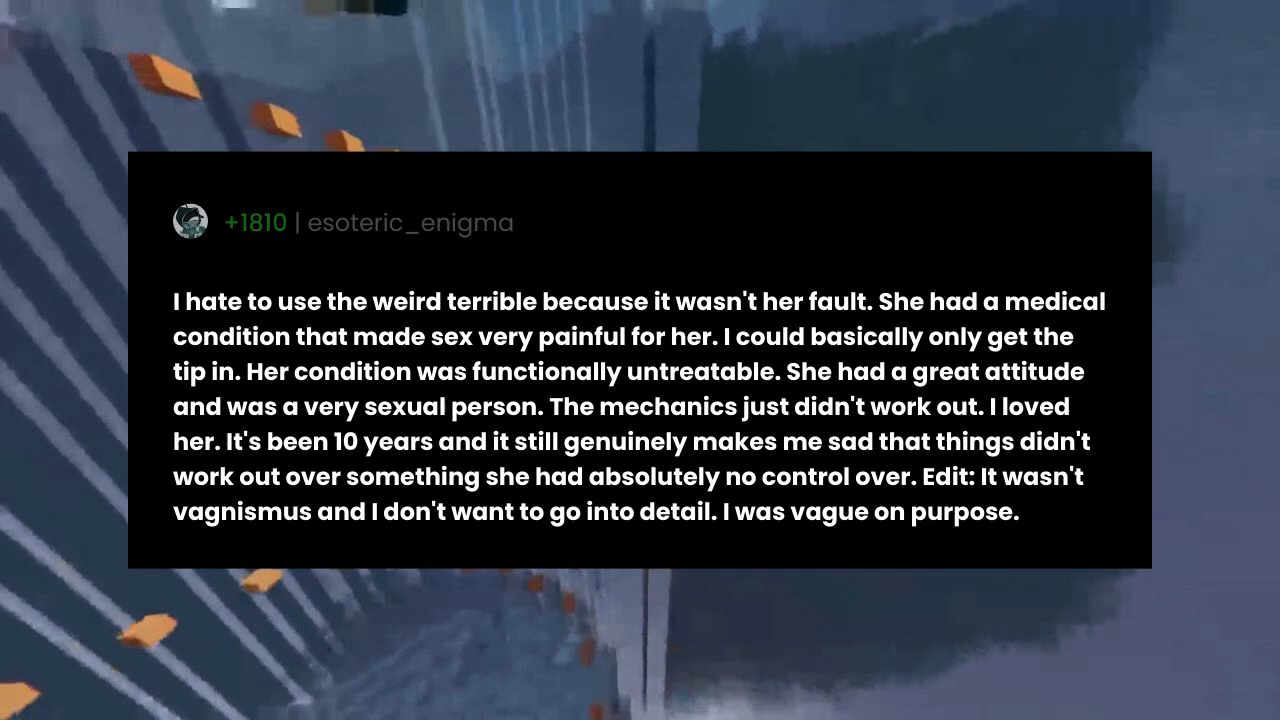 +1810 | esoteric_enigma
I hate to use the weird terrible because it wasn't her fault. She had a medical
condition that made sex very painful for her. I could basically only get the
tip in. Her condition was functionally untreatable. She had a great attitude
and was a very sexual person. The mechanics just didn't work out. I loved
her. It's been 10 years and it still genuinely makes me sad that things didn't
work out over something she had absolutely no control over. Edit: It wasn't
vagnismus and I don't want to go into detail. I was vague on purpose.